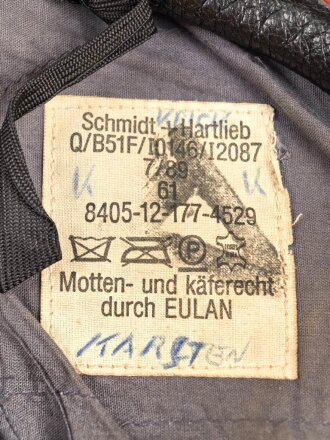 Schmidt + Hartlieb
Q/B51F/I0146/I2087
7/89
61
K K
8405-12-177-4529
Motten- und käferecht
durch EULAN
KARSTEN